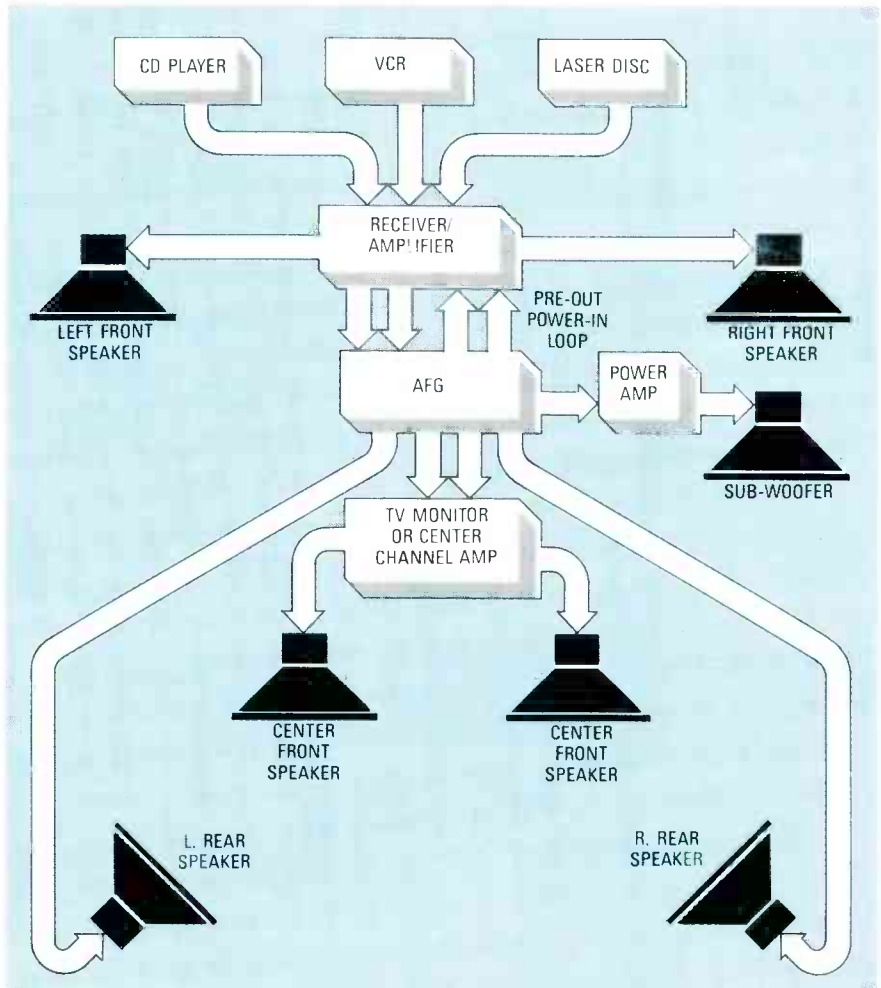 CD PLAYER
VCR
LASER DISC
RECEIVER/
AMPLIFIER
LEFT FRONT
SPEAKER
PRE-OUT
POWER-IN
LOOP
RIGHT FRONT
SPEAKER
AFG
POWER
AMP
SUB-WOOFER
TV MONITOR
OR CENTER
CHANNEL AMP
CENTER
FRONT
SPEAKER
CENTER
FRONT
SPEAKER
L. REAR
SPEAKER
R. REAR
SPEAKER